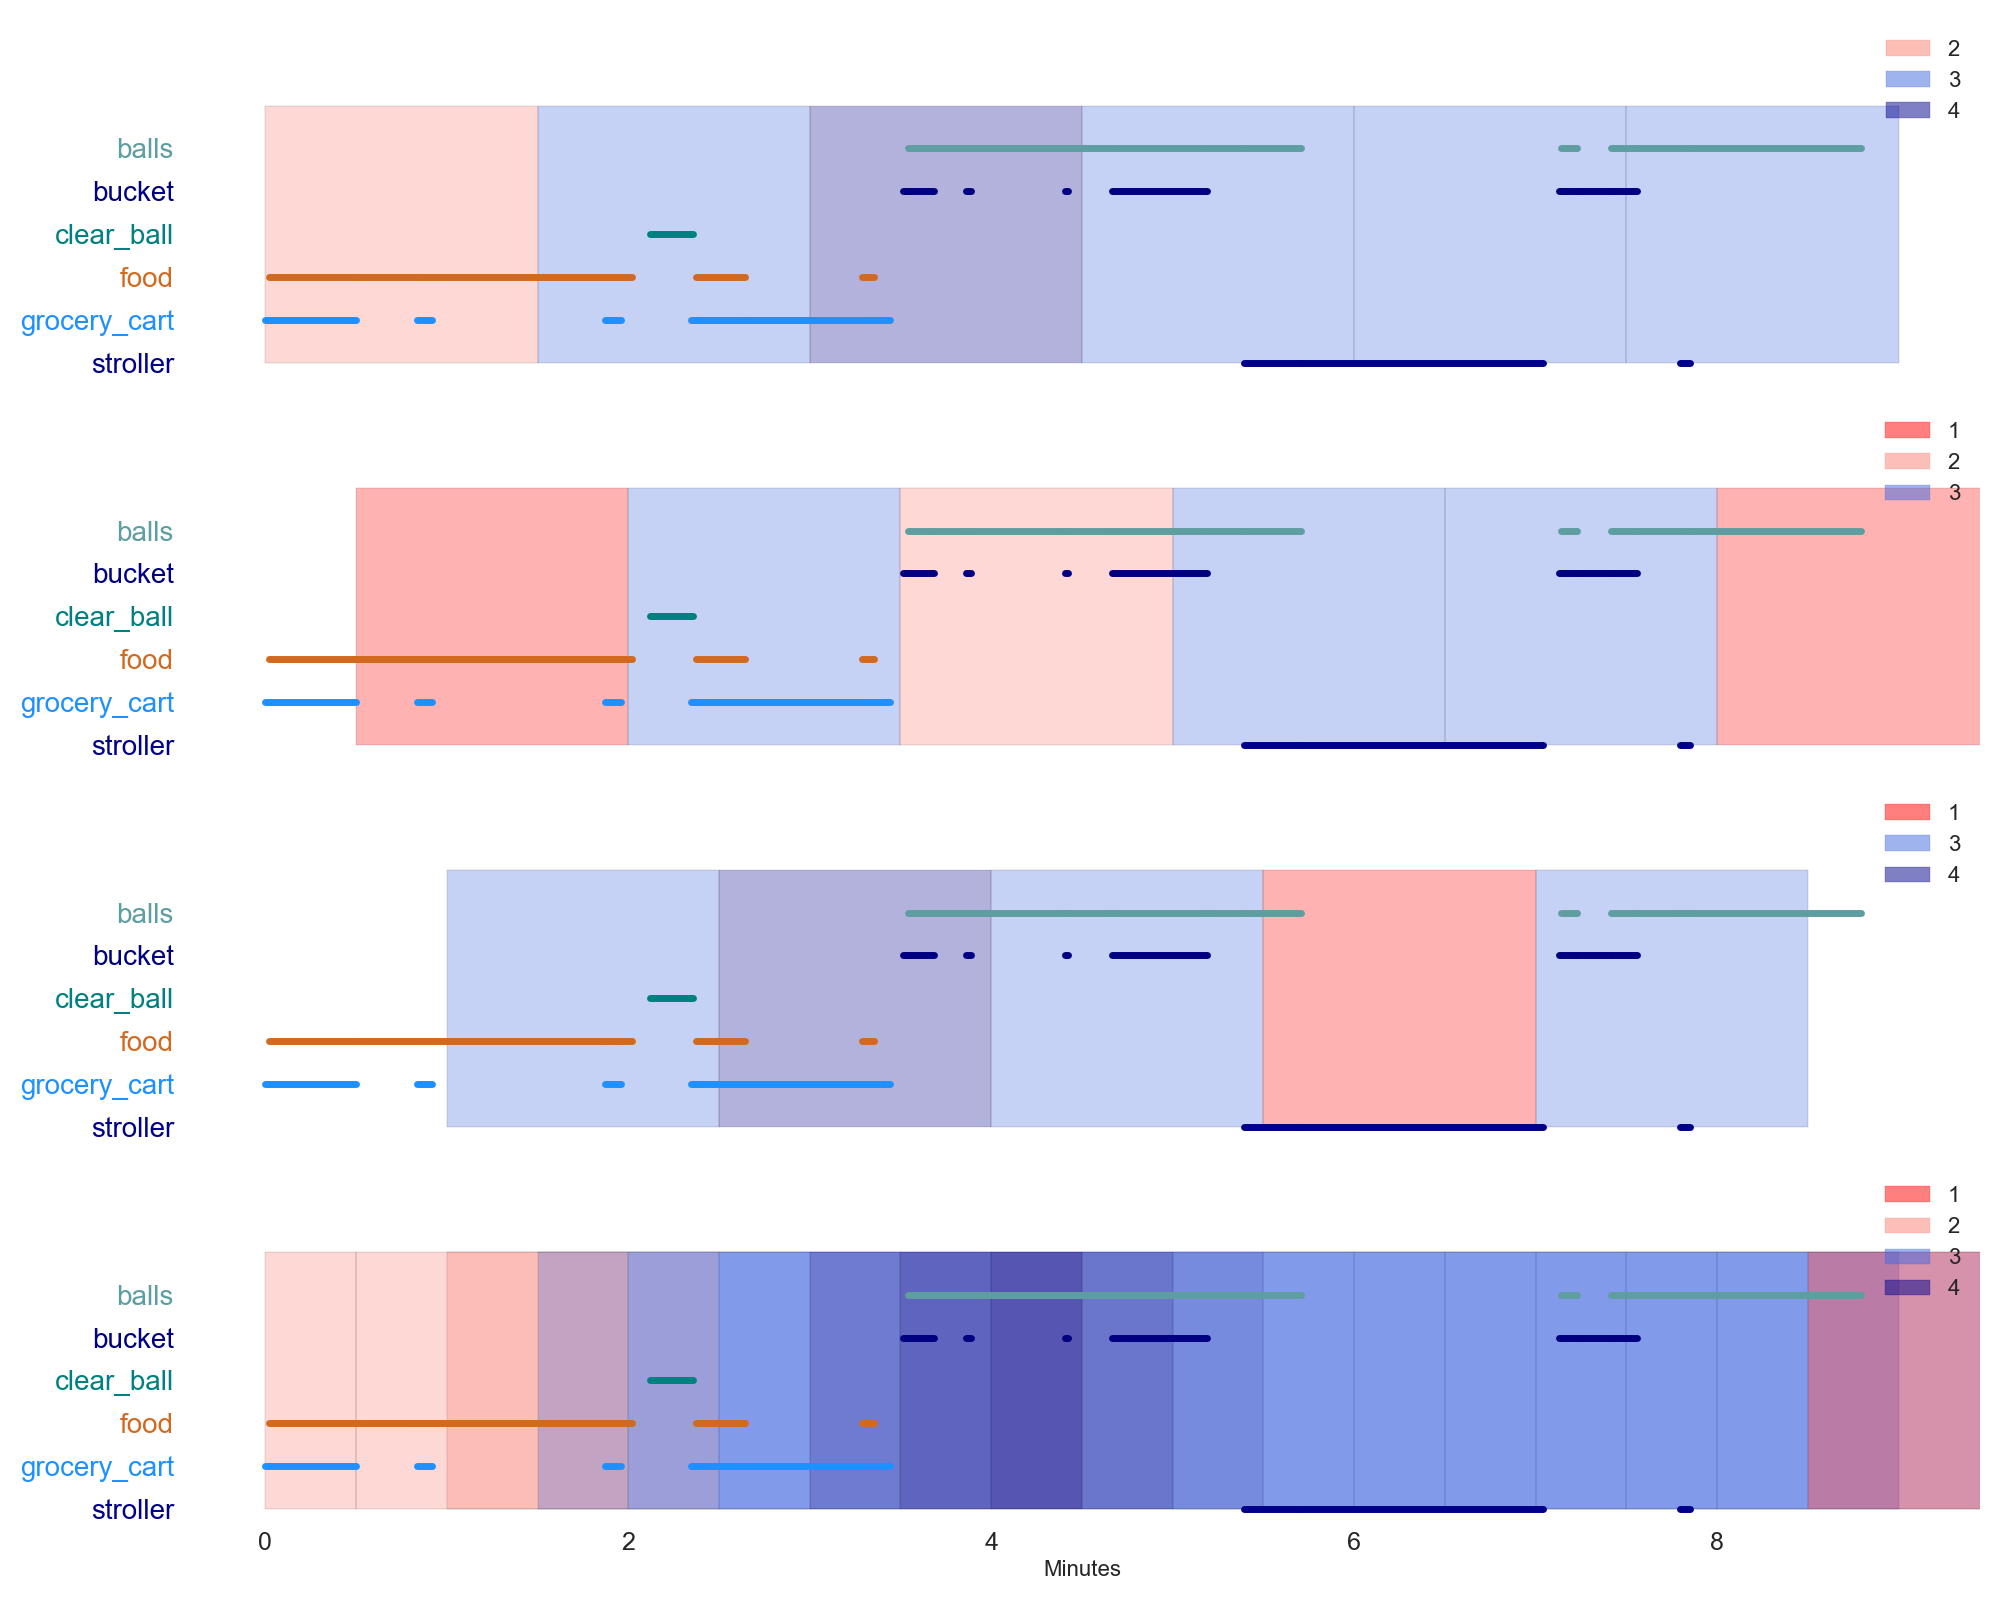 2
3
4
balls
bucket
clear_ball
food
grocery_cart
stroller
1
2
3
balls
bucket
clear_ball
food
grocery_cart
stroller
1
3
4
balls
bucket
clear_ball
food
grocery_cart
stroller
1
2
3
4
balls
bucket
clear_ball
food
grocery_cart
stroller
0 2 4 6 8
Minutes